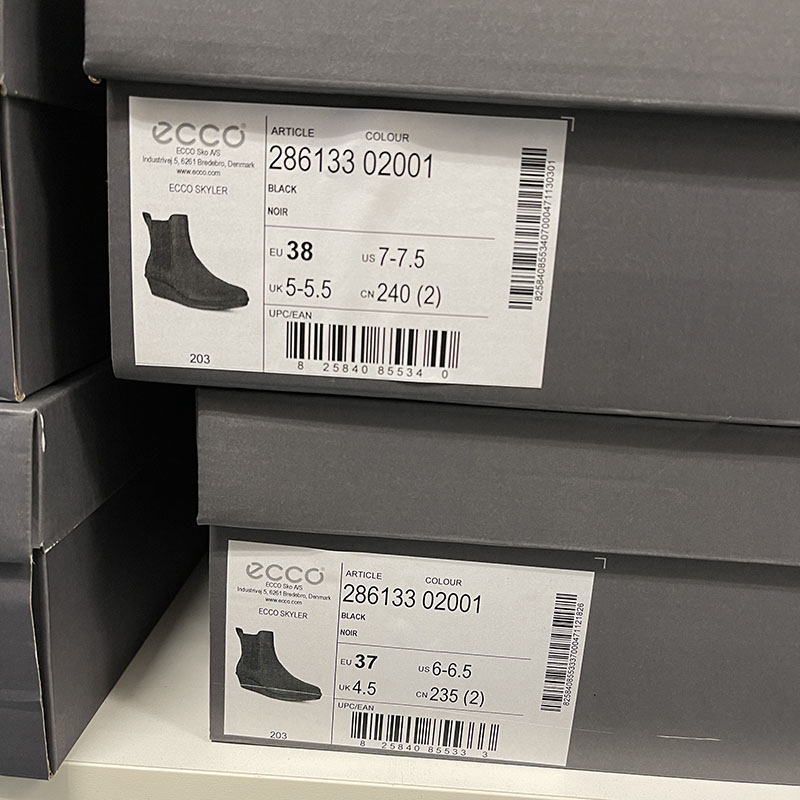 ecco
ECCO Sko A/S
Industrivej 5, 6261 Bredebro, Denmark
www.ecco.com
ECCO SKYLER
203
ARTICLE COLOUR
286133 02001
BLACK
NOIR
EU 38 US 7-7.5
UK 5-5.5 CN 240 (2)
UPC/EAN
8 25840 85534 0
825840855340700047113 0301
ecco
ECCO Sko A/S
Industrivej 5, 6261 Bredebro, Denmark
www.ecco.com
ECCO SKYLER
203
ARTICLE COLOUR
286133 02001
BLACK
NOIR
EU 37 US 6-6.5
UK 4.5 CN 235 (2)
UPC/EAN
8 25840 85533 3
8258408553337000471121826